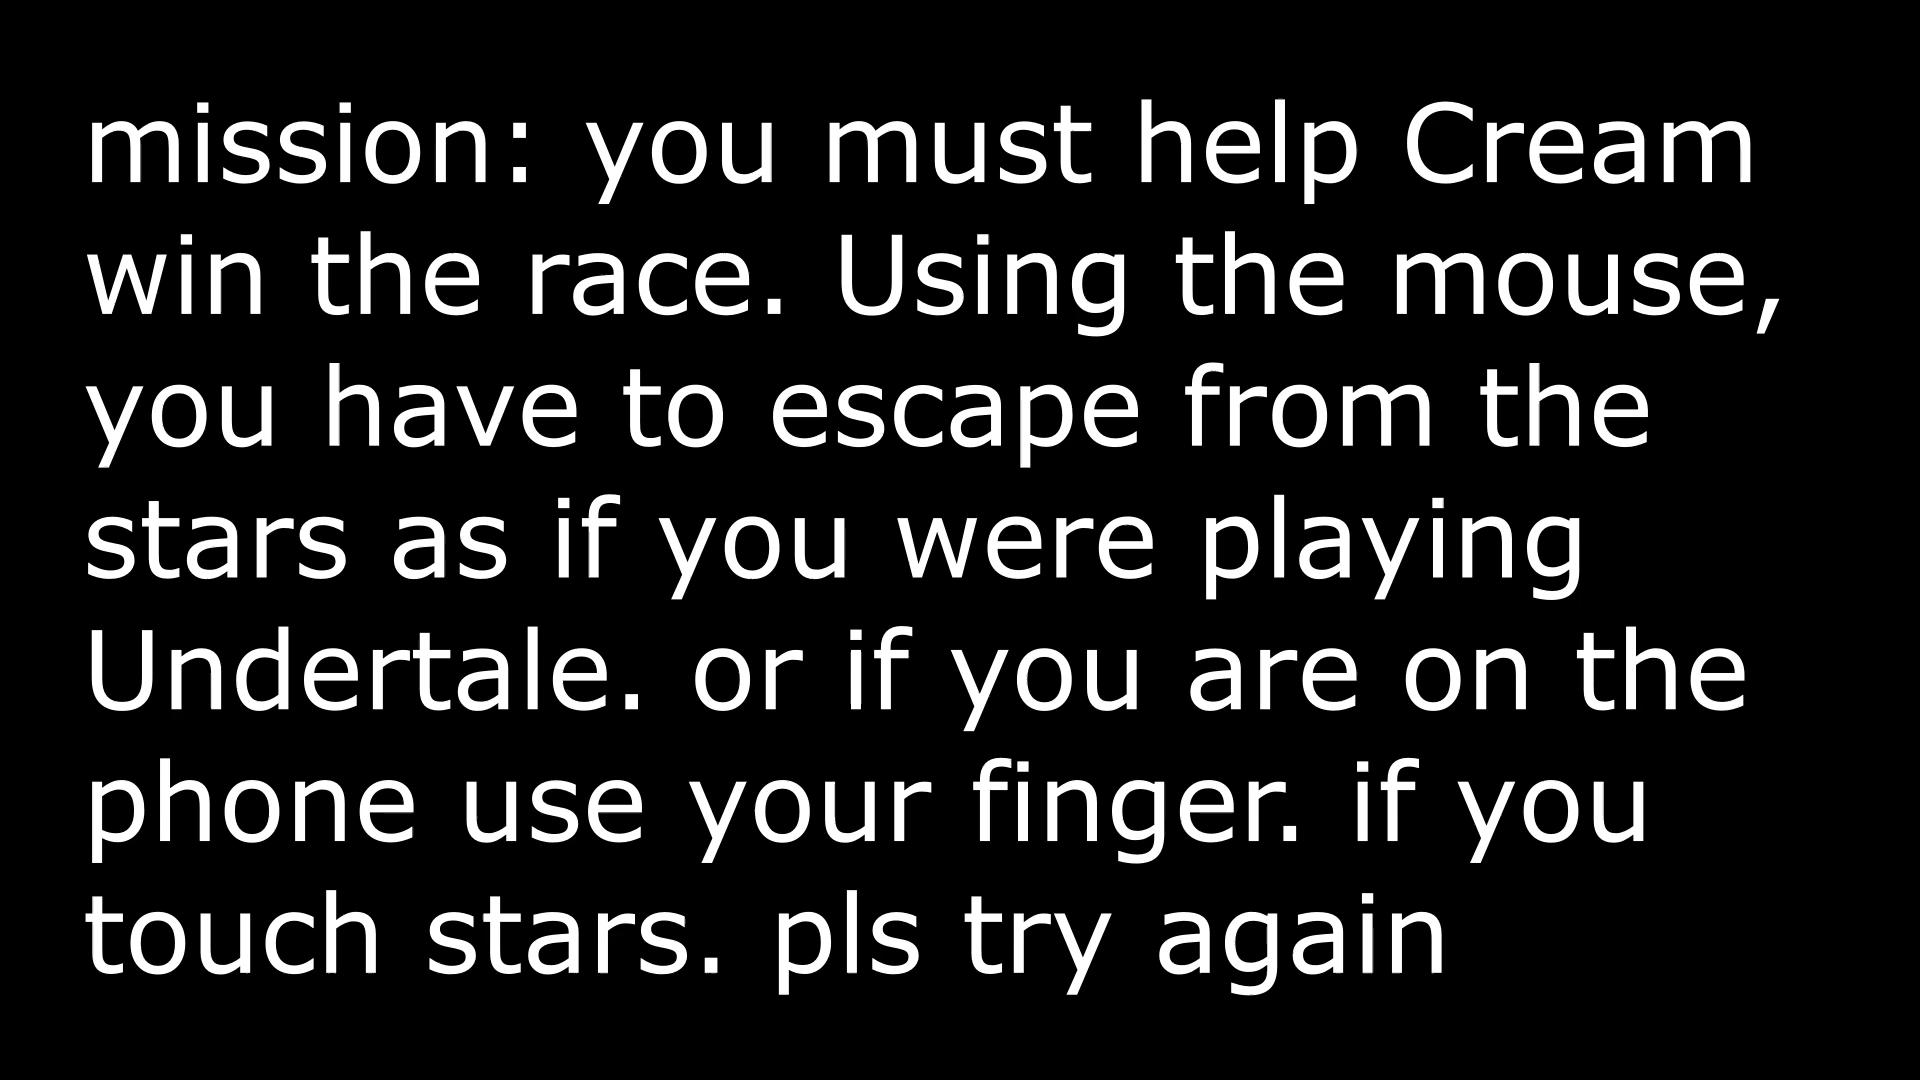 mission: you must help Cream
win the race. Using the mouse,
you have to escape from the
stars as if you were playing
Undertale. or if you are on the
phone use your finger. if you
touch stars. pls try again